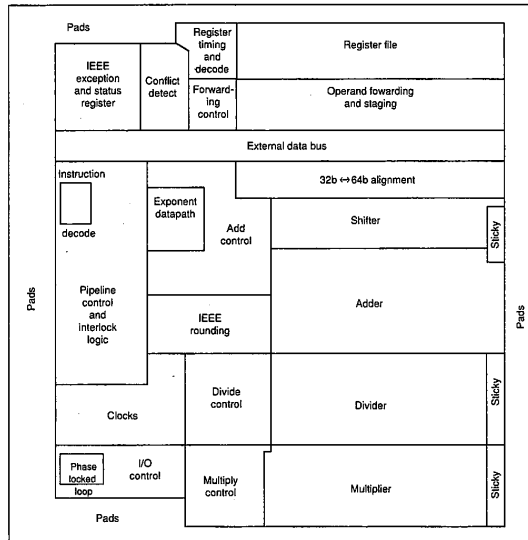 Pads
Register
timing and
decode
Register file
IEEE
exception
and status
register
Conflict
detect
Forward-
ing
control
Operand fowarding
and staging
External data bus
Instruction
decode
32b ↔ 64b alignment
Exponent
datapath
Add
control
Shifter
Sticky
Pads
Pipeline
control
and
interlock
logic
IEEE
rounding
Adder
Pads
Clocks
Divide
control
Divider
Sticky
Phase
locked
loop
I/O
control
Multiply
control
Multiplier
Sticky
Pads